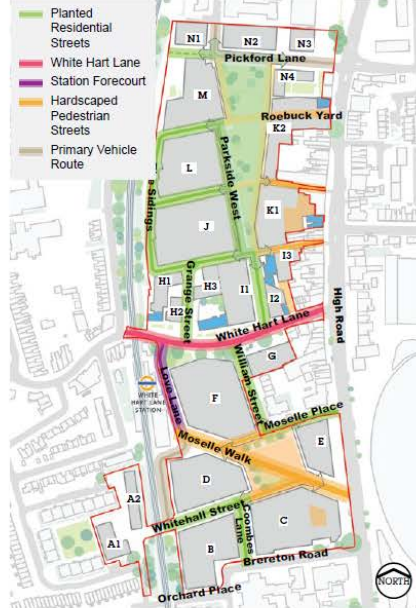 Planted
Residential
Streets
White Hart Lane
Station Forecourt
Hardscaped
Pedestrian
Streets
Primary Vehicle
Route
N1
N2
N3
Pickford Lane
N4
M
Roebuck Yard
K2
Parkside West
L
Sidings
K1
J
I3
H1
Grange Street
H3
I1
H2
I2
High Road
White Hart Lane
G
William Street
Love Lane
WHITE
HART LANE
STATION
F
Moselle Place
Moselle Walk
E
D
A2
Whitehall Street
Coombes
Lane
C
A1
B
Brereton Road
Orchard Place
NORTH